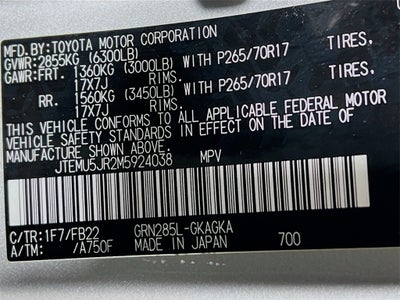 MFD. BY: TOYOTA MOTOR CORPORATION
GVWR: 2855KG (6300LB)
GAWR: FRT. 1360KG (3000LB) WITH P265/70R17 TIRES,
17X7J RIMS.
RR. 1560KG (3450LB) WITH P265/70R17 TIRES,
17X7J RIMS.
THIS VEHICLE CONFORMS TO ALL APPLICABLE FEDERAL MOTOR
VEHICLE SAFETY STANDARDS IN EFFECT ON THE DATE OF
MANUFACTURE SHOWN ABOVE.
JTEMU5JR2M5924038 MPV
C/TR: 1F7/FB22 GRN285L-GKAGKA
A/TM: /A750F MADE IN JAPAN 700